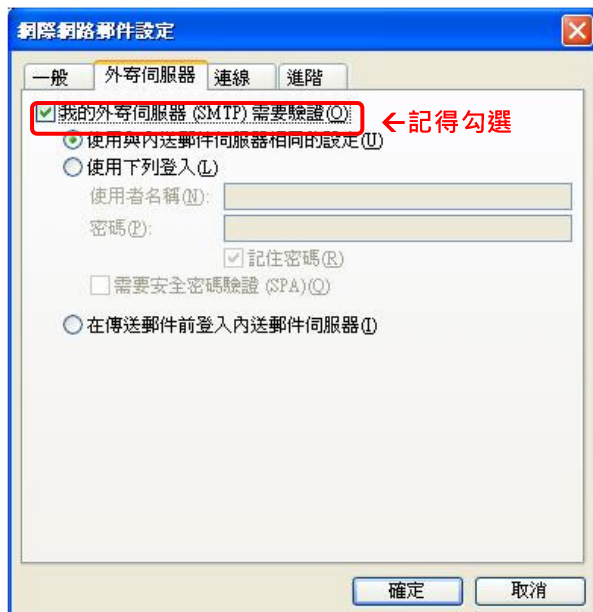 網際網路郵件設定
一般 外寄伺服器 連線 進階
我的外寄伺服器 (SMTP) 需要驗證(O) ←記得勾選
使用與內送郵件伺服器相同的設定(U)
使用下列登入(L)
使用者名稱(N):
密碼(P):
記住密碼(R)
需要安全密碼驗證 (SPA)(Q)
在傳送郵件前登入內送郵件伺服器(I)
確定 取消